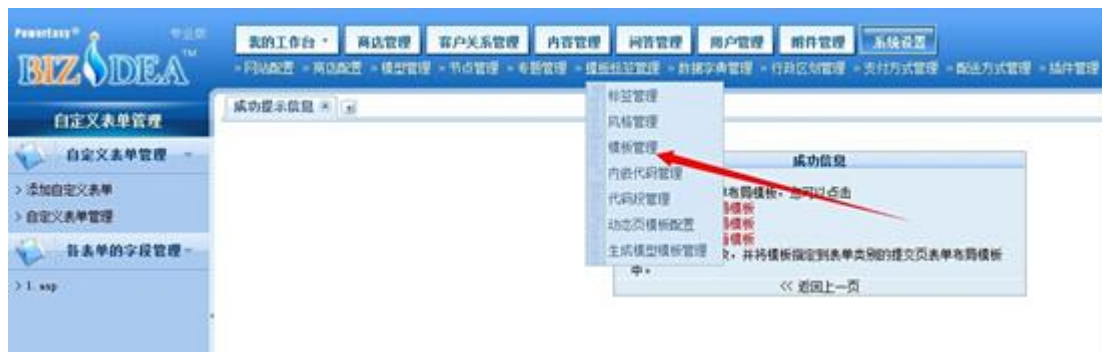 PowerEasy®
专业版
BIZIDEA™
我的工作台 商店管理 客户关系管理 内容管理 问答管理 用户管理 附件管理 系统设置
» 网站配置 » 商店配置 » 模型管理 » 节点管理 » 专题管理 » 模板标签管理 » 数据字典管理 » 行政区划管理 » 支付方式管理 » 配送方式管理 » 插件管理
成功提示信息
自定义表单管理
自定义表单管理
> 添加自定义表单
> 自定义表单管理
各表单的字段管理
> 1.asp
标签管理
风格管理
模板管理
内嵌代码管理
代码段管理
动态页模板配置
生成模型模板管理
成功信息
布局模板，您可以点击
局模板
局模板
局模板
，并将模板指定到表单类别的提交页表单布局模板
中。
<< 返回上一页